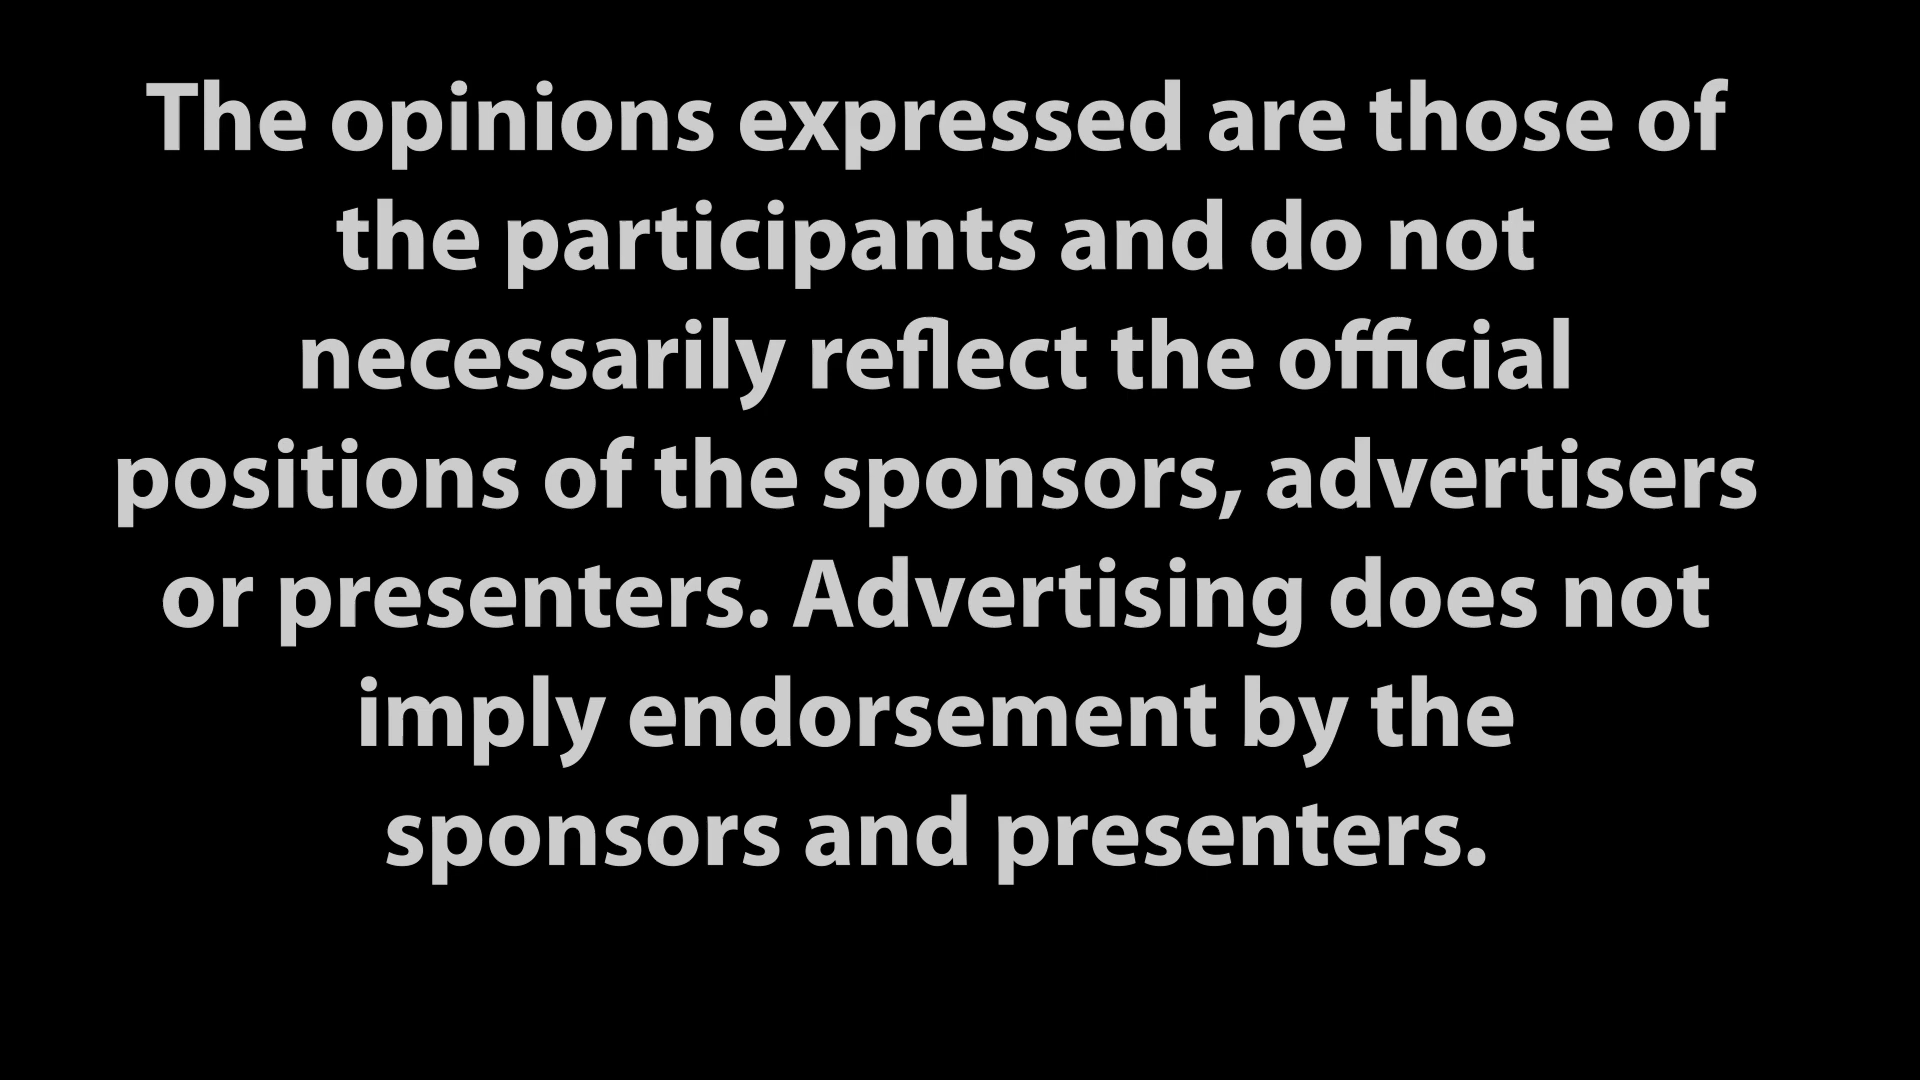 The opinions expressed are those of
the participants and do not
necessarily reflect the official
positions of the sponsors, advertisers
or presenters. Advertising does not
imply endorsement by the
sponsors and presenters.